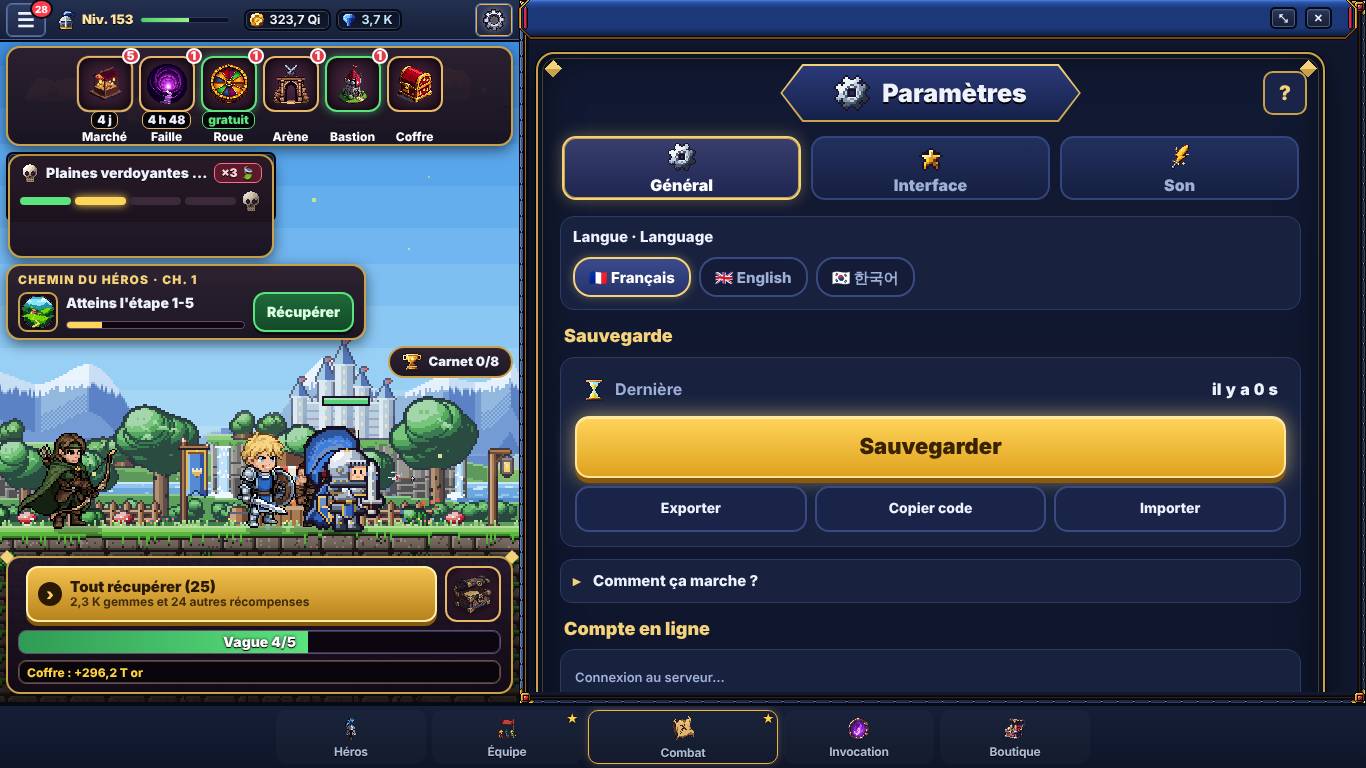 28
Niv. 153
323,7 Qi
3,7 K
5
1
1
1
1
4 j
4 h 48
gratuit
Marché
Faille
Roue
Arène
Bastion
Coffre
Plaines verdoyantes ...
×3
CHEMIN DU HÉROS · CH. 1
Atteins l'étape 1-5
Récupérer
Carnet 0/8
Tout récupérer (25)
2,3 K gemmes et 24 autres récompenses
Vague 4/5
Coffre : +296,2 T or
Paramètres
?
Général
Interface
Son
Langue · Language
Français
English
한국어
Sauvegarde
Dernière
il y a 0 s
Sauvegarder
Exporter
Copier code
Importer
Comment ça marche ?
Compte en ligne
Connexion au serveur...
Héros
Équipe
Combat
Invocation
Boutique